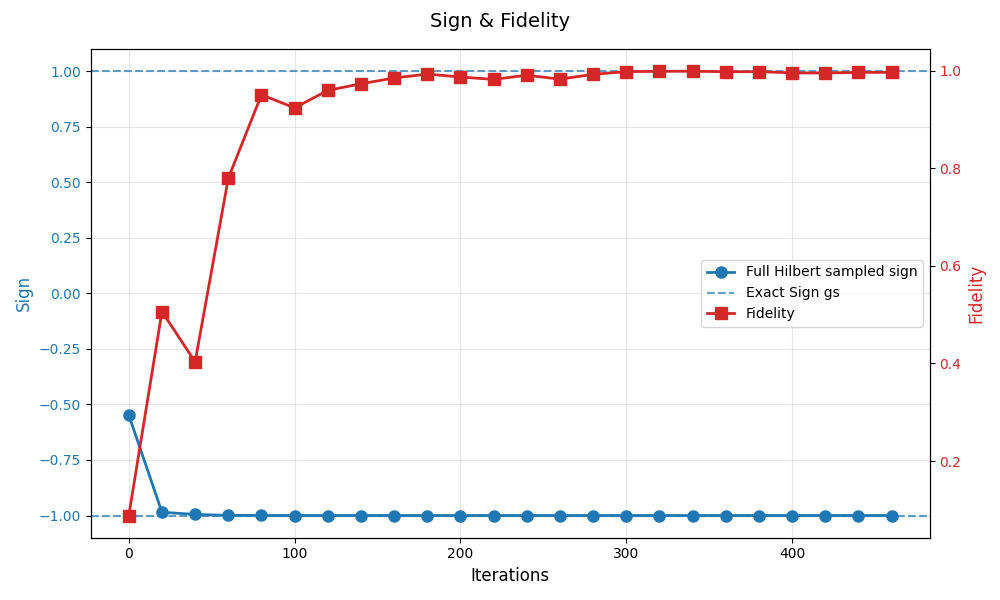 Sign & Fidelity
1.00
0.75
0.50
0.25
0.00
−0.25
−0.50
−0.75
−1.00
Sign
1.0
0.8
0.6
0.4
0.2
Fidelity
Full Hilbert sampled sign
Exact Sign gs
Fidelity
0
100
200
300
400
Iterations